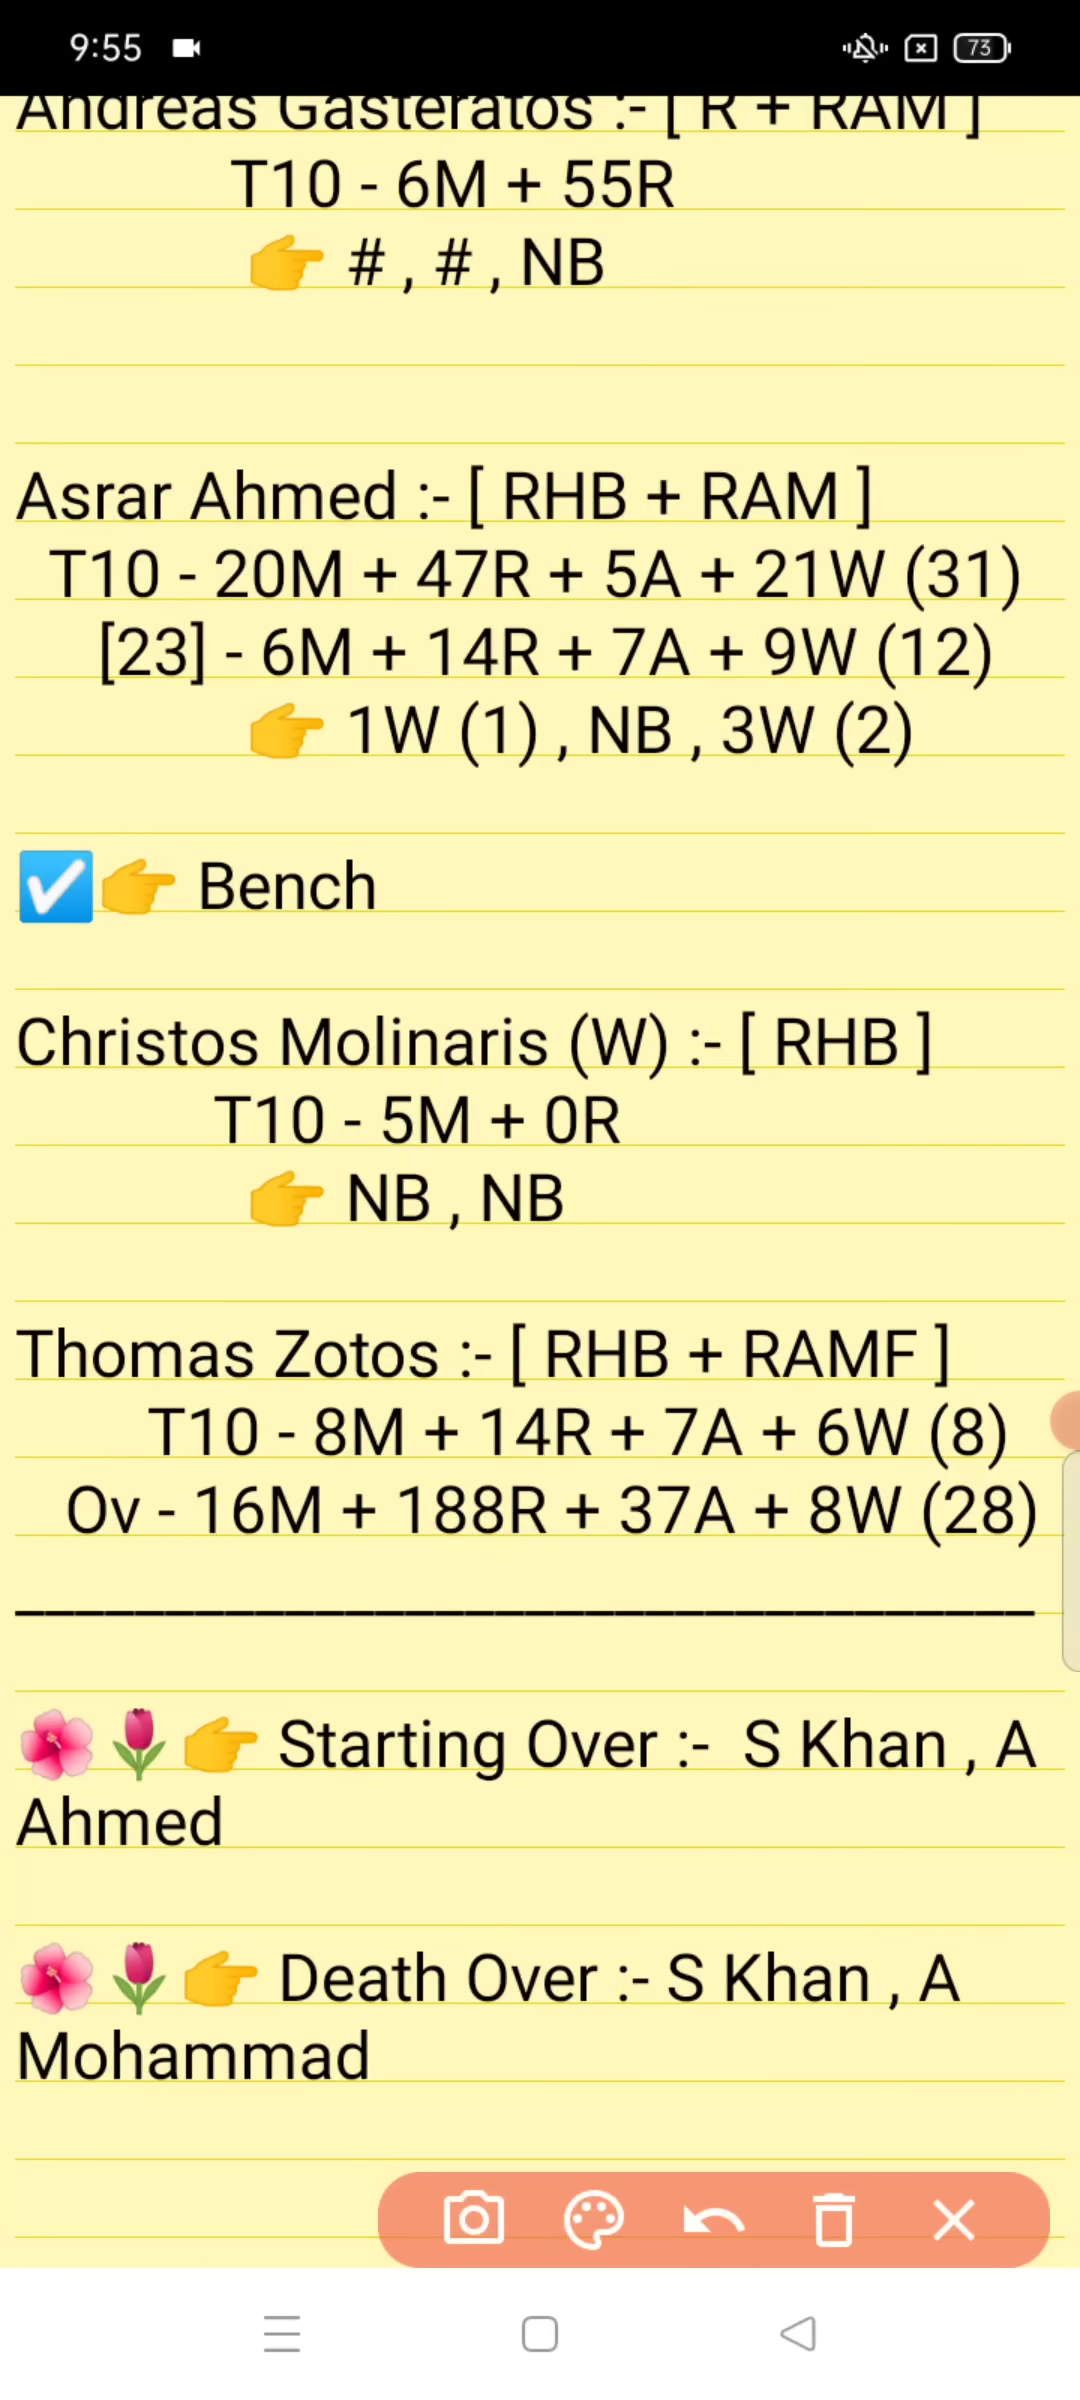 9:55
73
Andreas Gasteratos :- [ R + RAM ]
T10 - 6M + 55R
👉 # , # , NB
Asrar Ahmed :- [ RHB + RAM ]
T10 - 20M + 47R + 5A + 21W (31)
[23] - 6M + 14R + 7A + 9W (12)
👉 1W (1) , NB , 3W (2)
☑👉 Bench
Christos Molinaris (W) :- [ RHB ]
T10 - 5M + 0R
👉 NB , NB
Thomas Zotos :- [ RHB + RAMF ]
T10 - 8M + 14R + 7A + 6W (8)
Ov - 16M + 188R + 37A + 8W (28)
🌺🌷👉 Starting Over :- S Khan , A
Ahmed
🌺🌷👉 Death Over :- S Khan , A
Mohammad